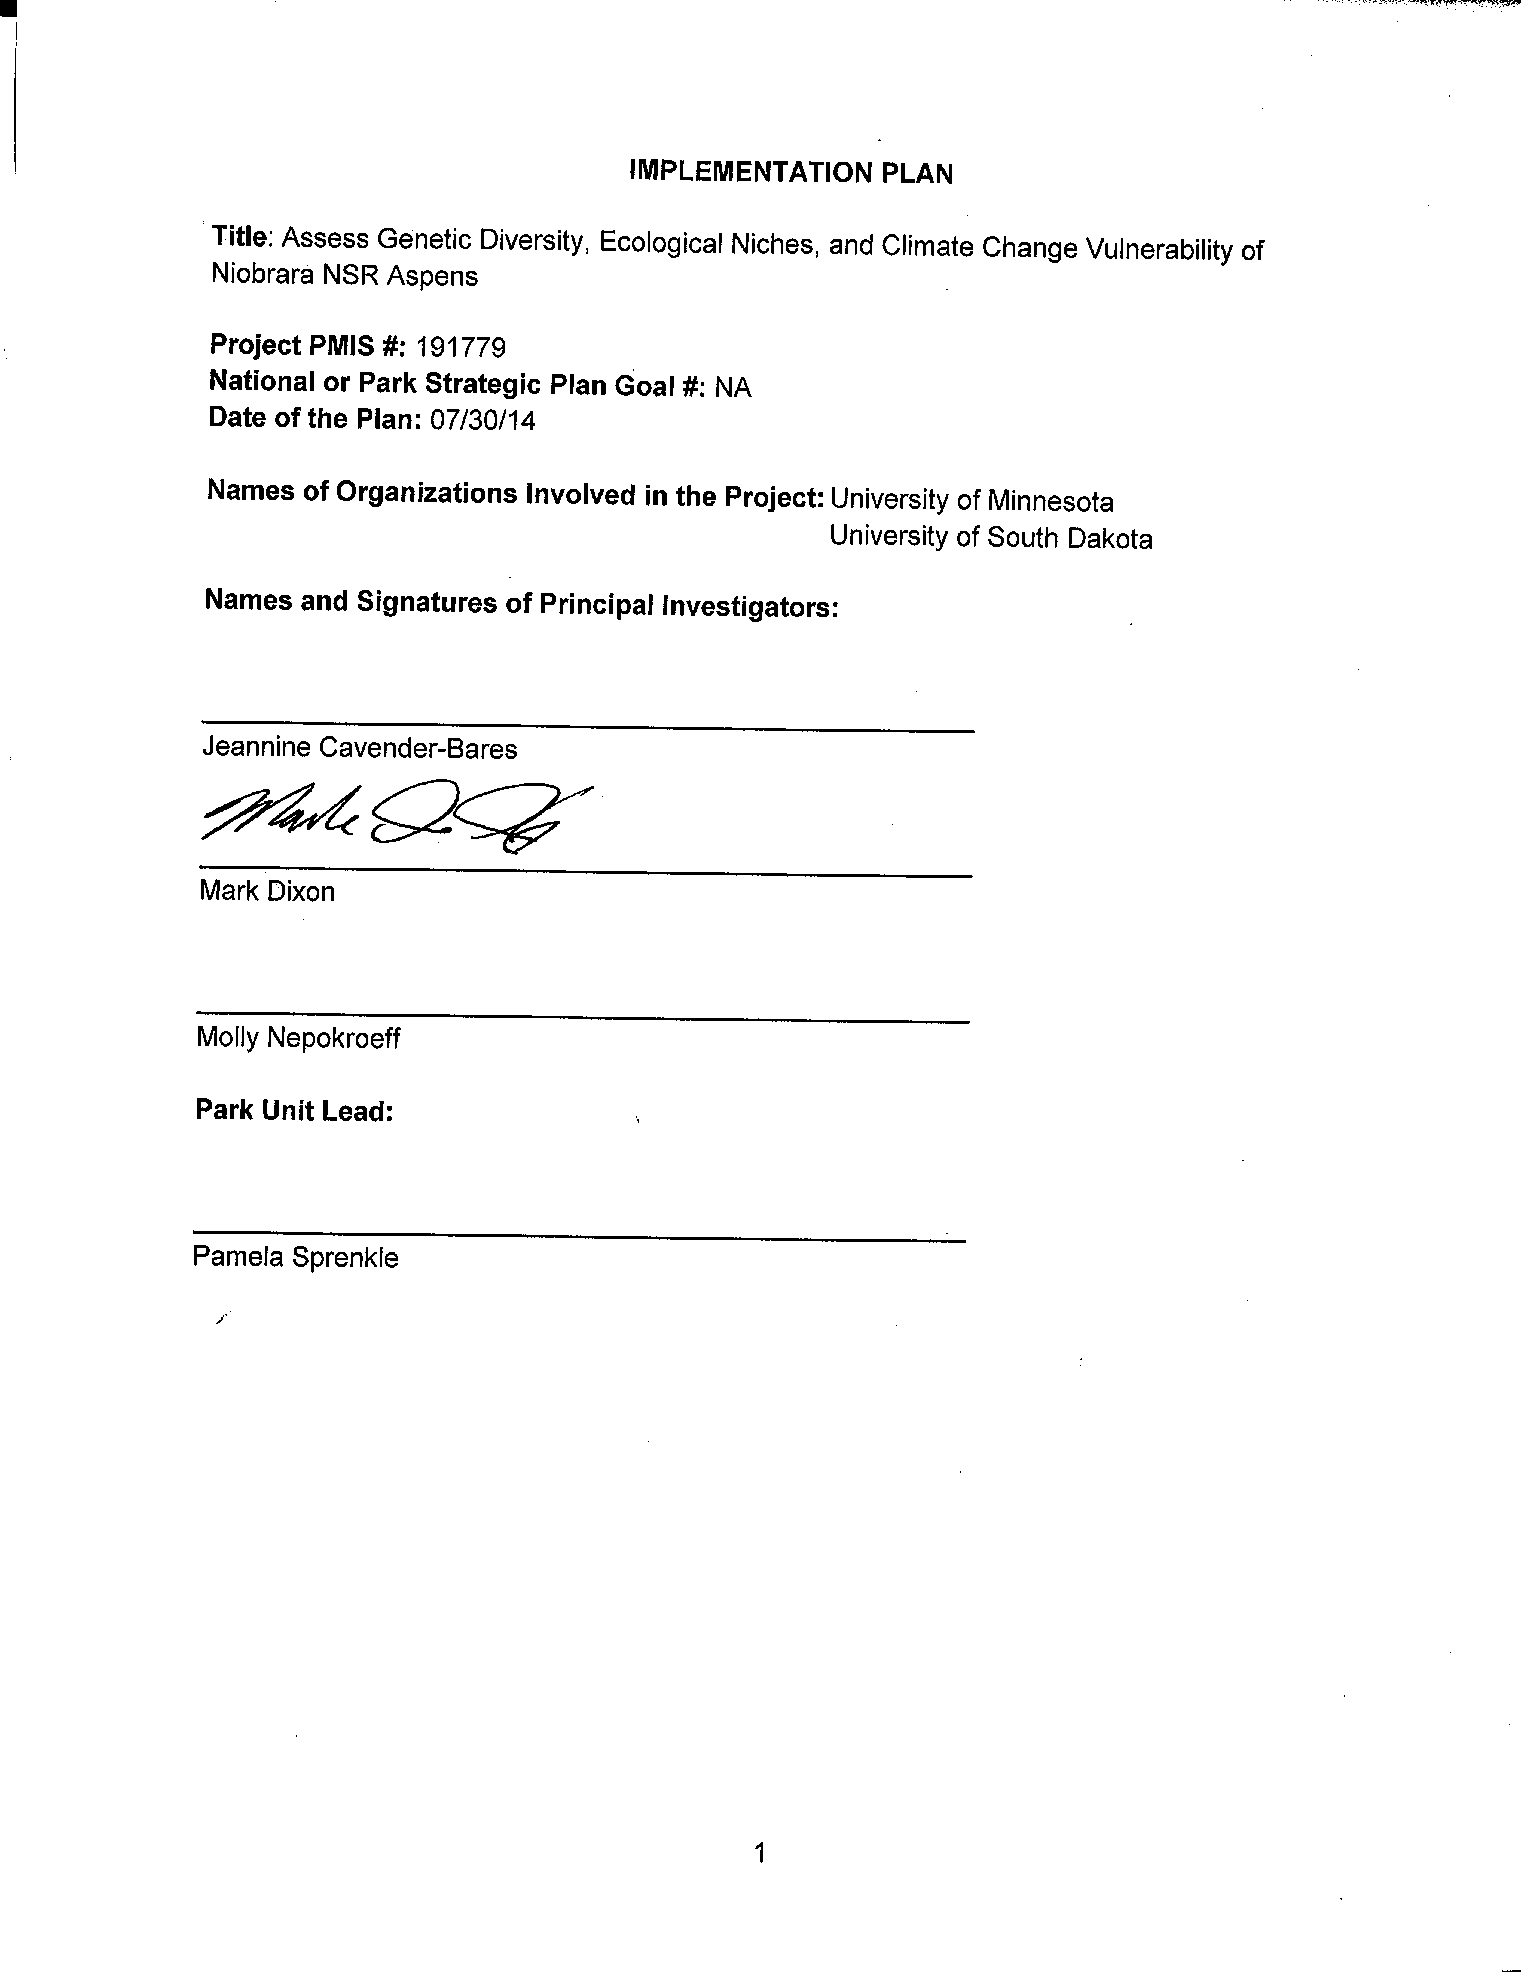 IMPLEMENTATION PLAN
Title: Assess Genetic Diversity, Ecological Niches, and Climate Change Vulnerability of
Niobrara NSR Aspens
Project PMIS #: 191779
National or Park Strategic Plan Goal #: NA
Date of the Plan: 07/30/14
Names of Organizations Involved in the Project: University of Minnesota
University of South Dakota
Names and Signatures of Principal Investigators:
Jeannine Cavender-Bares
Mark
Mark Dixon
Molly Nepokroeff
Park Unit Lead:
Pamela Sprenkle
1